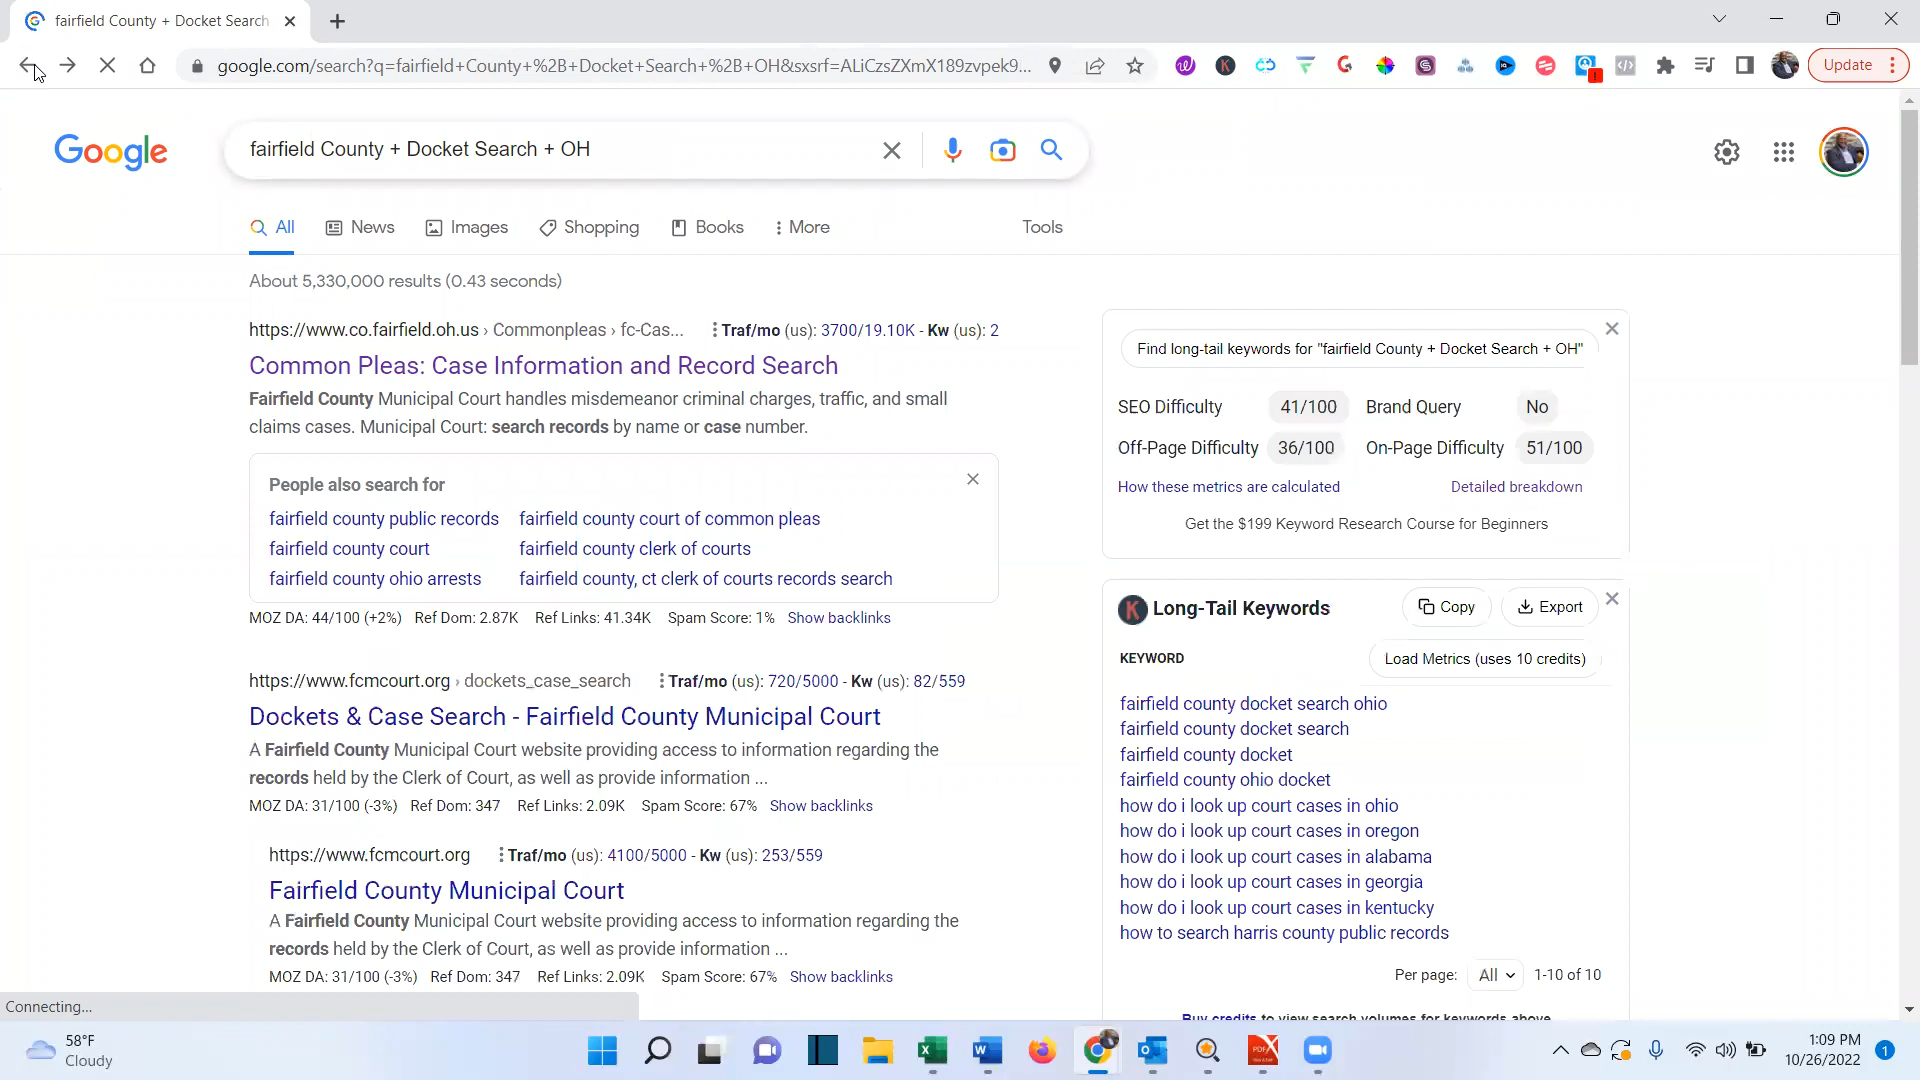 fairfield County + Docket Search
google.com/search?q=fairfield+County+%2B+Docket+Search+%2B+OH&sxsrf=ALiCzsZXmX189zvpek9...
Update
Google
fairfield County + Docket Search + OH
All
News
Images
Shopping
Books
More
Tools
About 5,330,000 results (0.43 seconds)
https://www.co.fairfield.oh.us › Commonpleas › fc-Cas...
Traf/mo (us): 3700/19.10K - Kw (us): 2
Common Pleas: Case Information and Record Search
Fairfield County Municipal Court handles misdemeanor criminal charges, traffic, and small
claims cases. Municipal Court: search records by name or case number.
People also search for
fairfield county public records
fairfield county court of common pleas
fairfield county court
fairfield county clerk of courts
fairfield county ohio arrests
fairfield county, ct clerk of courts records search
MOZ DA: 44/100 (+2%) Ref Dom: 2.87K Ref Links: 41.34K Spam Score: 1% Show backlinks
https://www.fcmcourt.org › dockets_case_search
Traf/mo (us): 720/5000 - Kw (us): 82/559
Dockets & Case Search - Fairfield County Municipal Court
A Fairfield County Municipal Court website providing access to information regarding the
records held by the Clerk of Court, as well as provide information ...
MOZ DA: 31/100 (-3%) Ref Dom: 347 Ref Links: 2.09K Spam Score: 67% Show backlinks
https://www.fcmcourt.org
Traf/mo (us): 4100/5000 - Kw (us): 253/559
Fairfield County Municipal Court
A Fairfield County Municipal Court website providing access to information regarding the
records held by the Clerk of Court, as well as provide information ...
MOZ DA: 31/100 (-3%) Ref Dom: 347 Ref Links: 2.09K Spam Score: 67% Show backlinks
Find long-tail keywords for "fairfield County + Docket Search + OH"
SEO Difficulty 41/100 Brand Query No
Off-Page Difficulty 36/100 On-Page Difficulty 51/100
How these metrics are calculated
Detailed breakdown
Get the $199 Keyword Research Course for Beginners
K Long-Tail Keywords
Copy
Export
KEYWORD
Load Metrics (uses 10 credits)
fairfield county docket search ohio
fairfield county docket search
fairfield county docket
fairfield county ohio docket
how do i look up court cases in ohio
how do i look up court cases in oregon
how do i look up court cases in alabama
how do i look up court cases in georgia
how do i look up court cases in kentucky
how to search harris county public records
Per page: All 1-10 of 10
Buy credits to view search volumes for keywords above
Connecting...
58°F
Cloudy
1:09 PM
10/26/2022
1